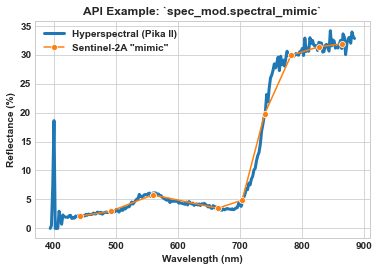 API Example: `spec_mod.spectral_mimic`
Hyperspectral (Pika II)
Sentinel-2A "mimic"
Reflectance (%)
35
30
25
20
15
10
5
0
400 500 600 700 800 900
Wavelength (nm)